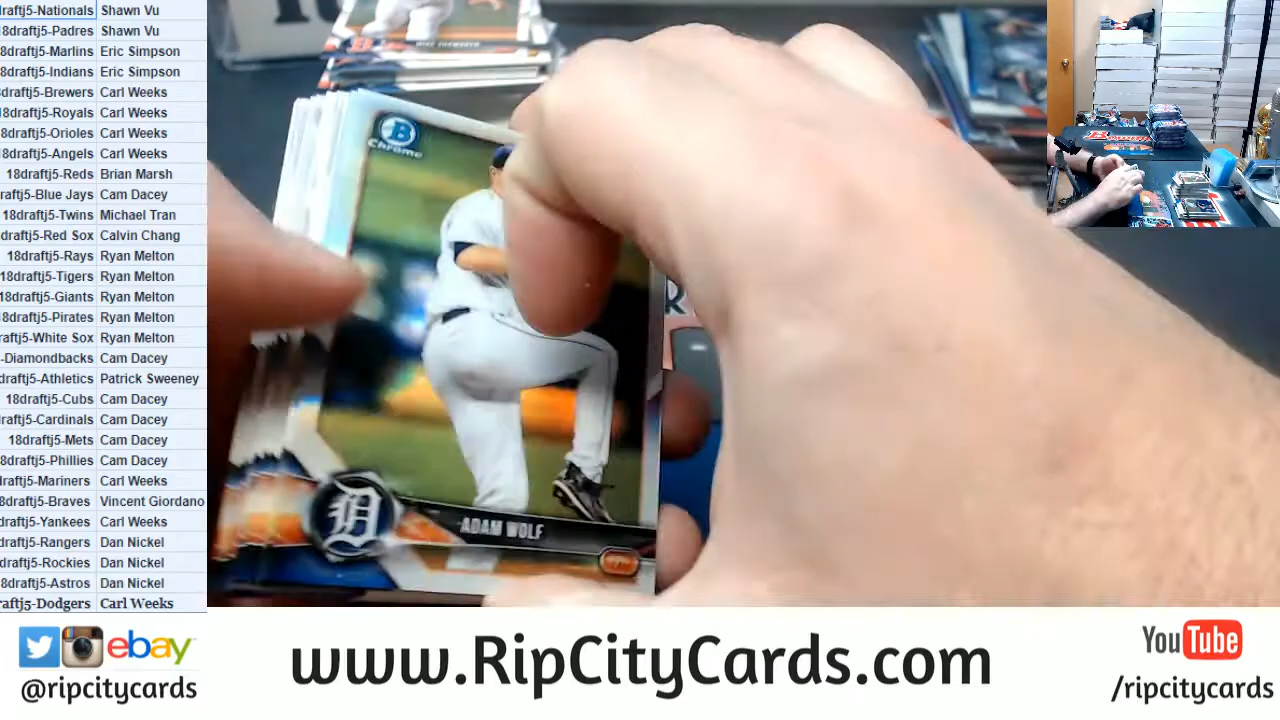 raftj5-Nationals Shawn Vu
18draftj5-Padres Shawn Vu
8draftj5-Marlins Eric Simpson
8draftj5-Indians Eric Simpson
draftj5-Brewers Carl Weeks
18draftj5-Royals Carl Weeks
8draftj5-Orioles Carl Weeks
8draftj5-Angels Carl Weeks
18draftj5-Reds Brian Marsh
raftj5-Blue Jays Cam Dacey
18draftj5-Twins Michael Tran
draftj5-Red Sox Calvin Chang
18draftj5-Rays Ryan Melton
18draftj5-Tigers Ryan Melton
18draftj5-Giants Ryan Melton
18draftj5-Pirates Ryan Melton
raftj5-White Sox Ryan Melton
-Diamondbacks Cam Dacey
draftj5-Athletics Patrick Sweeney
18draftj5-Cubs Cam Dacey
raftj5-Cardinals Cam Dacey
18draftj5-Mets Cam Dacey
8draftj5-Phillies Cam Dacey
draftj5-Mariners Carl Weeks
8draftj5-Braves Vincent Giordano
draftj5-Yankees Carl Weeks
draftj5-Rangers Dan Nickel
draftj5-Rockies Dan Nickel
8draftj5-Astros Dan Nickel
raftj5-Dodgers Carl Weeks
B
Chrome
D
ADAM WOLF
ebay
@ripcitycards
www.RipCityCards.com
YouTube
/ripcitycards